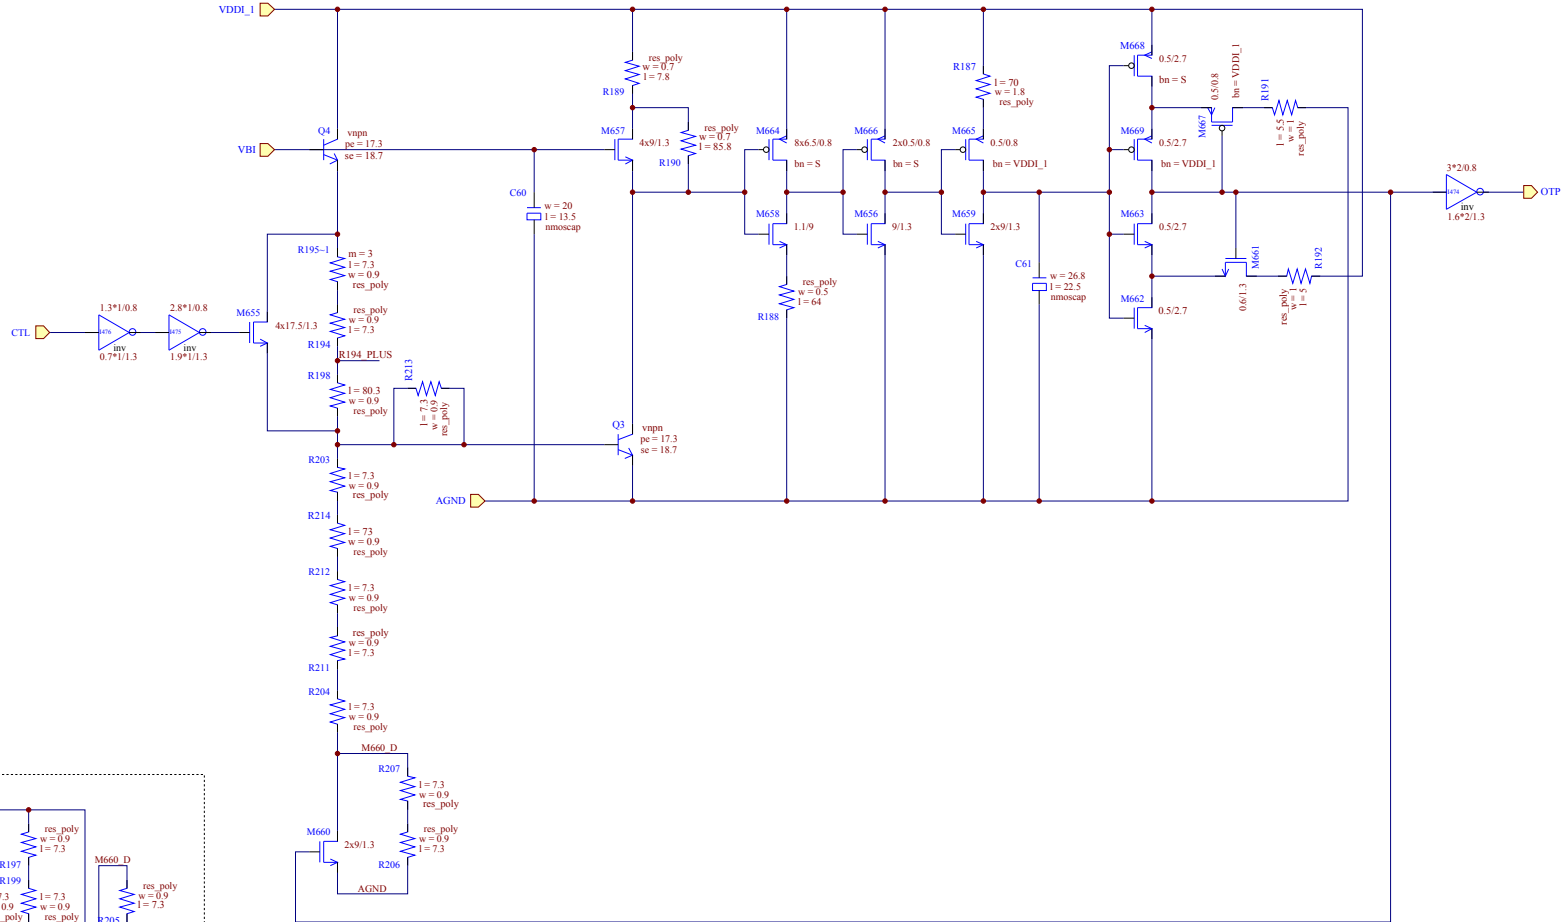 VDDI_1
VBI
CTL
AGND
OTP
Q4
vnpn
pe = 17.3
se = 18.7
R189
res_poly
w = 0.7
l = 7.8
M657
4x9/1.3
R190
res_poly
w = 0.7
l = 85.8
M664
8x6.5/0.8
bn = S
M666
2x0.5/0.8
bn = S
R187
l = 70
w = 1.8
res_poly
M665
0.5/0.8
bn = VDDI_1
M668
0.5/2.7
bn = S
M667
0.5/0.8
bn = VDDI_1
R191
l = 5.5
w = 1
res_poly
M669
0.5/2.7
bn = VDDI_1
C60
w = 20
l = 13.5
nmoscap
M658
1.1/9
M656
9/1.3
M659
2x9/1.3
M663
0.5/2.7
M661
0.6/1.3
R192
res_poly
w = 1
l = 5
M662
0.5/2.7
3*2/0.8
I474
inv
1.6*2/1.3
R188
res_poly
w = 0.5
l = 64
C61
w = 26.8
l = 22.5
nmoscap
R195-1
m = 3
l = 7.3
w = 0.9
res_poly
1.3*1/0.8
I476
inv
0.7*1/1.3
2.8*1/0.8
I475
inv
1.9*1/1.3
M655
4x17.5/1.3
R194
res_poly
w = 0.9
l = 7.3
R194_PLUS
R198
l = 80.3
w = 0.9
res_poly
R213
l = 7.3
w = 0.9
res_poly
Q3
vnpn
pe = 17.3
se = 18.7
R203
l = 7.3
w = 0.9
res_poly
R214
l = 73
w = 0.9
res_poly
R212
l = 7.3
w = 0.9
res_poly
R211
res_poly
w = 0.9
l = 7.3
R204
l = 7.3
w = 0.9
res_poly
M660_D
R207
l = 7.3
w = 0.9
res_poly
M660
2x9/1.3
R206
res_poly
w = 0.9
l = 7.3
AGND
res_poly
w = 0.9
l = 7.3
R197
R199
l = 7.3
w = 0.9
res_poly
7.3
0.9
poly
M660_D
res_poly
w = 0.9
l = 7.3
R205